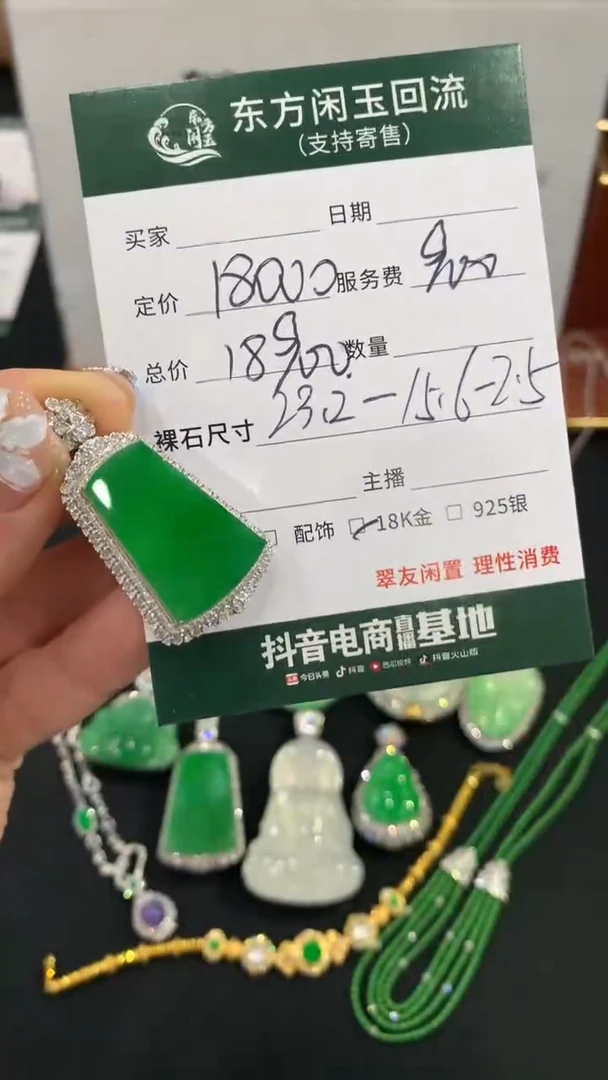 东方闲玉回流
(支持寄售)
买家 日期
定价 18000 服务费 900
总价 18900 数量
裸石尺寸 23.2-15.6-2.5
主播
配饰 18K金 925银
翠友闲置 理性消费
抖音电商直播基地
今日头条 抖音 西瓜视频 抖音火山版